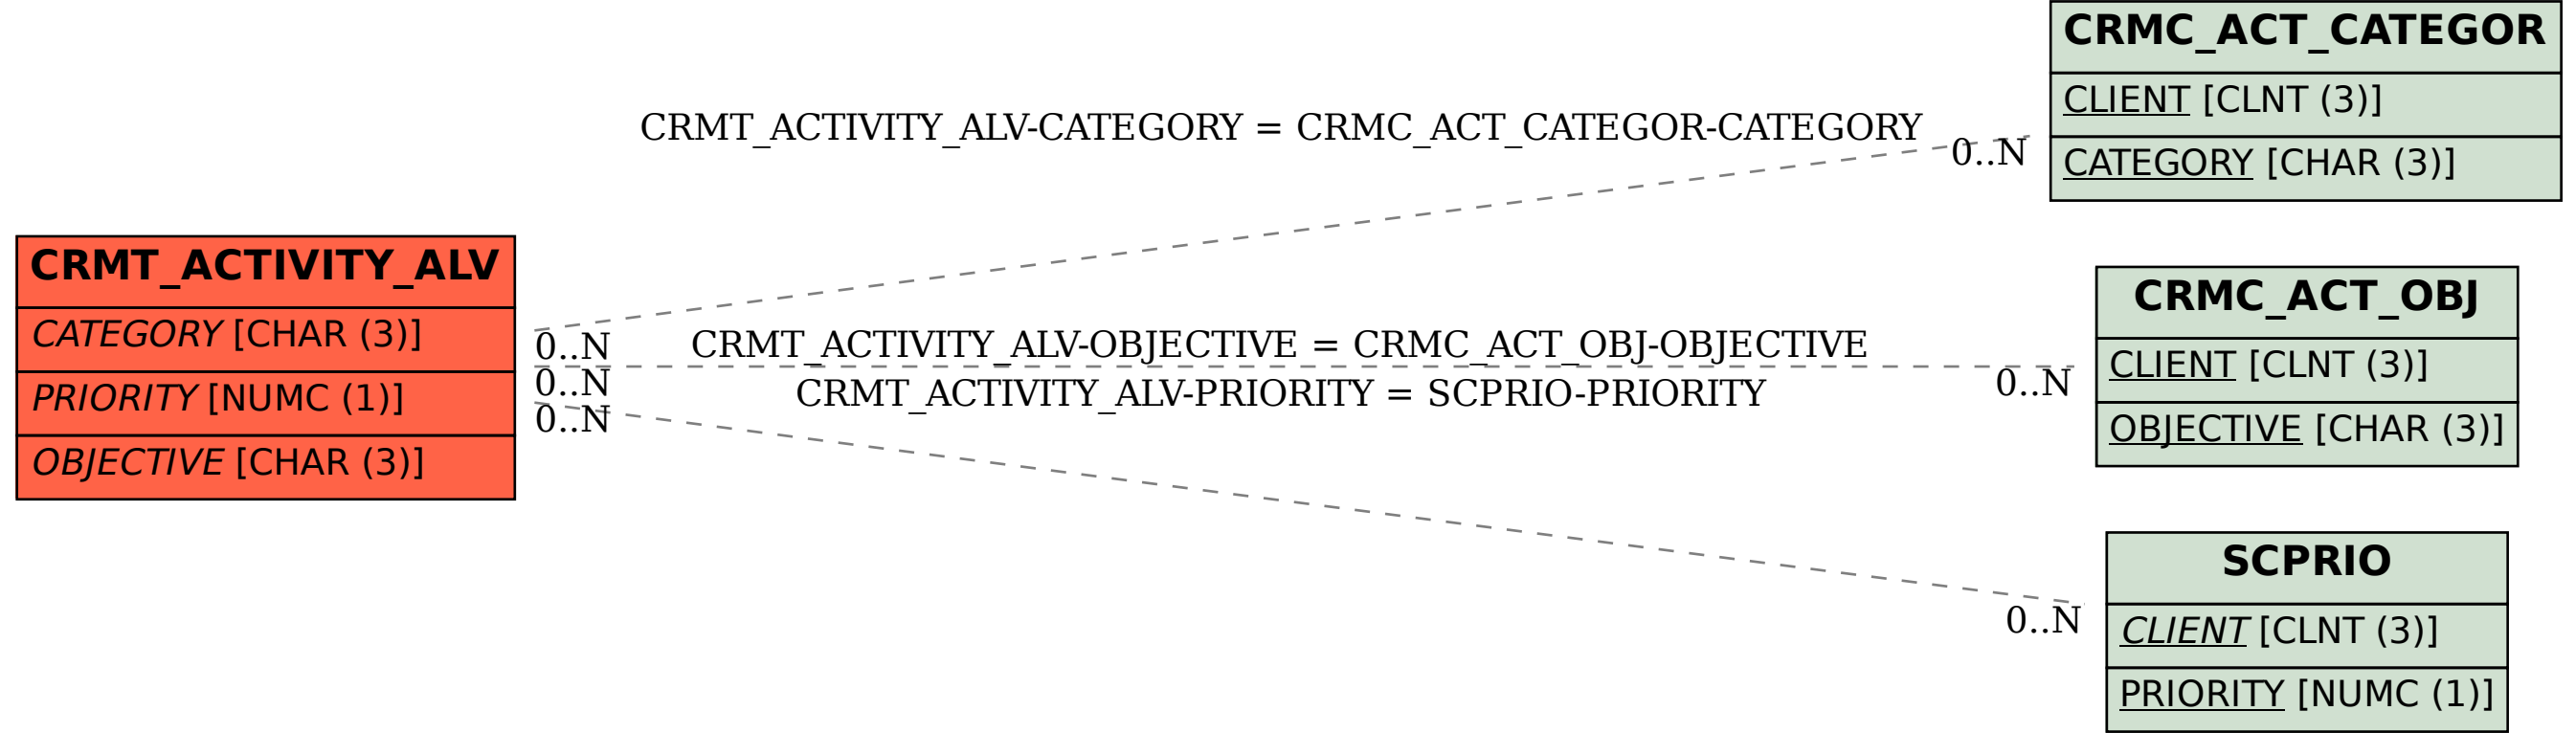 CRMC_ACT_CATEGOR
CLIENT [CLNT (3)]
CATEGORY [CHAR (3)]
CRMT_ACTIVITY_ALV-CATEGORY = CRMC_ACT_CATEGOR-CATEGORY
0..N
CRMT_ACTIVITY_ALV
CATEGORY [CHAR (3)]
PRIORITY [NUMC (1)]
OBJECTIVE [CHAR (3)]
0..N
0..N
0..N
CRMT_ACTIVITY_ALV-OBJECTIVE = CRMC_ACT_OBJ-OBJECTIVE
CRMT_ACTIVITY_ALV-PRIORITY = SCPRIO-PRIORITY
0..N
CRMC_ACT_OBJ
CLIENT [CLNT (3)]
OBJECTIVE [CHAR (3)]
0..N
SCPRIO
CLIENT [CLNT (3)]
PRIORITY [NUMC (1)]